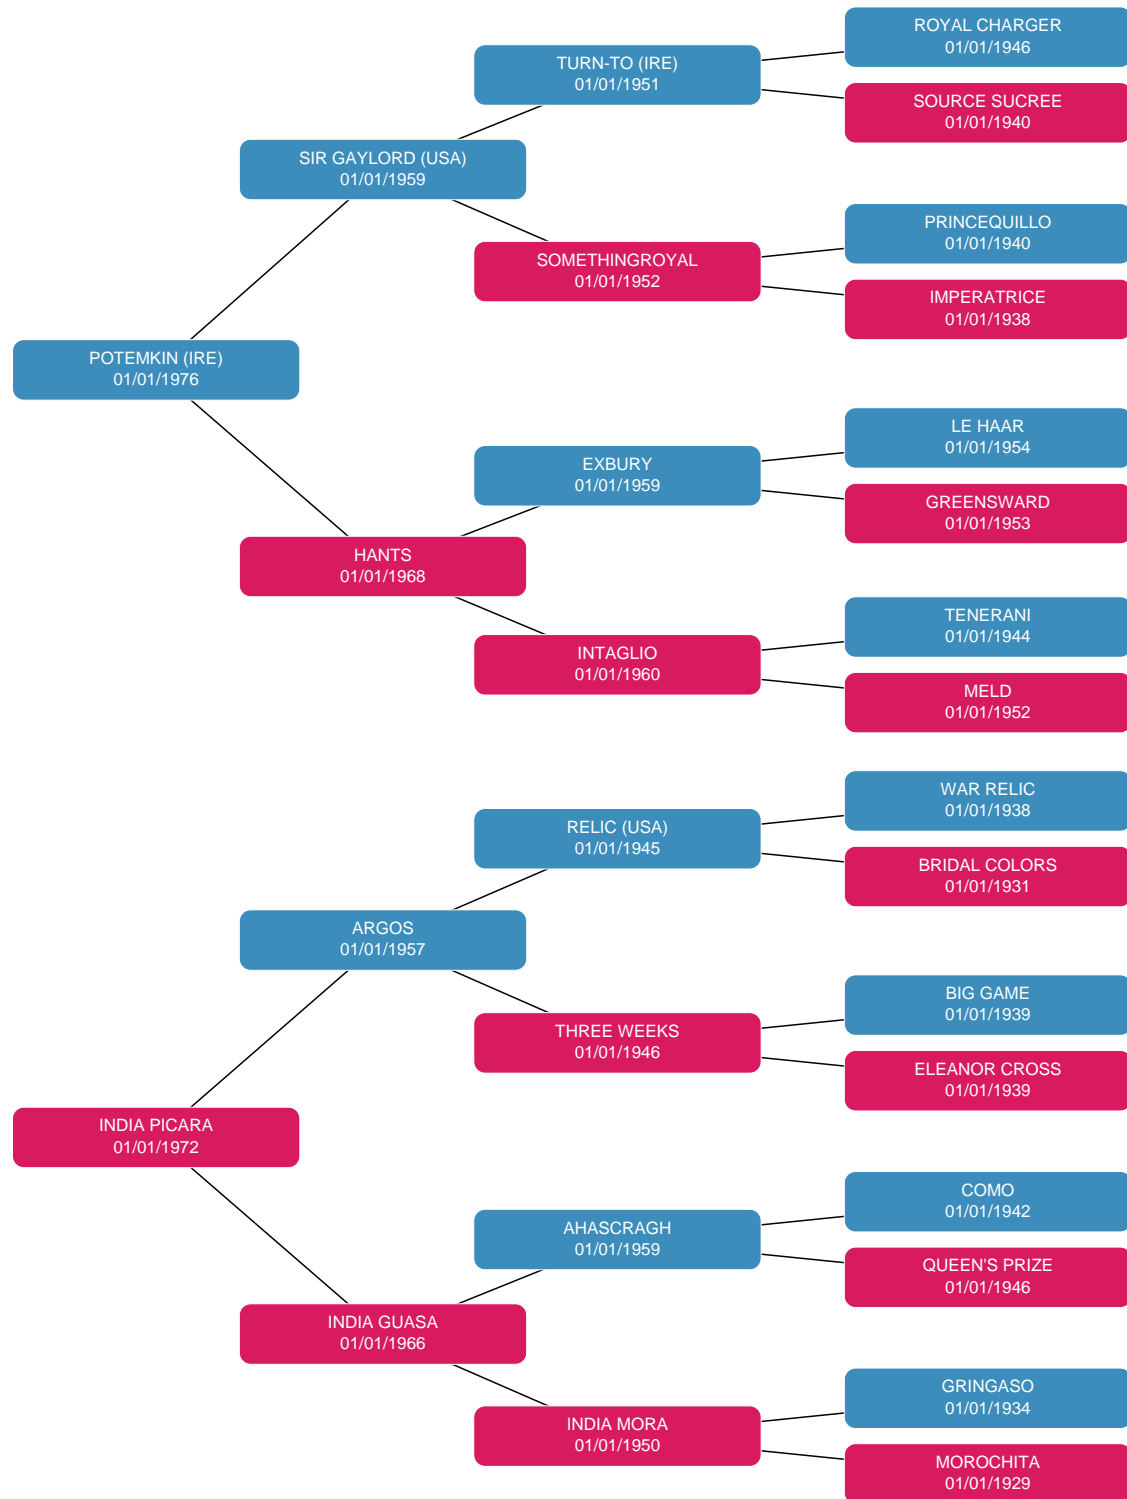 ROYAL CHARGER
01/01/1946
TURN-TO (IRE)
01/01/1951
SOURCE SUCREE
01/01/1940
SIR GAYLORD (USA)
01/01/1959
PRINCEQUILLO
01/01/1940
SOMETHINGROYAL
01/01/1952
IMPERATRICE
01/01/1938
POTEMKIN (IRE)
01/01/1976
LE HAAR
01/01/1954
EXBURY
01/01/1959
GREENSWARD
01/01/1953
HANTS
01/01/1968
TENERANI
01/01/1944
INTAGLIO
01/01/1960
MELD
01/01/1952
WAR RELIC
01/01/1938
RELIC (USA)
01/01/1945
BRIDAL COLORS
01/01/1931
ARGOS
01/01/1957
BIG GAME
01/01/1939
THREE WEEKS
01/01/1946
ELEANOR CROSS
01/01/1939
INDIA PICARA
01/01/1972
COMO
01/01/1942
AHASCRAGH
01/01/1959
QUEEN'S PRIZE
01/01/1946
INDIA GUASA
01/01/1966
GRINGASO
01/01/1934
INDIA MORA
01/01/1950
MOROCHITA
01/01/1929